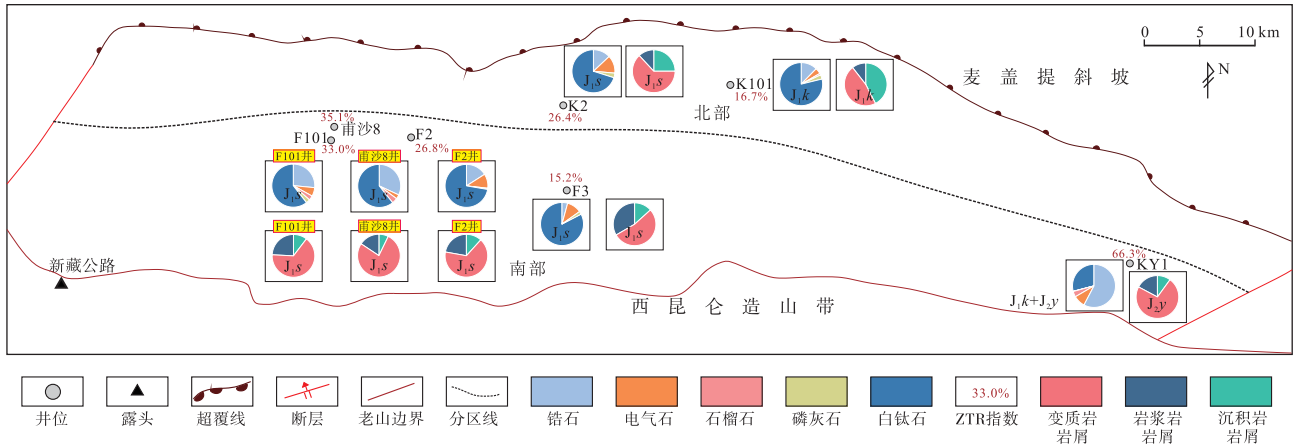 0 5 10 km
麦盖提斜坡
N
K2
26.4%
J₁s
J₁s
K101
16.7%
J₁k
J₁k
北部
35.1%
甫沙8
F101
33.0%
F2
26.8%
F101井
甫沙8井
F2井
J₁s
J₁s
J₁s
F101井
甫沙8井
F2井
J₁s
J₁s
J₁s
15.2%
F3
J₁s
J₁s
南部
新藏公路
西昆仑造山带
66.3%
KY1
J₁k+J₂y
J₂y
33.0%
井位
露头
超覆线
断层
老山边界
分区线
锆石
电气石
石榴石
磷灰石
白钛石
ZTR指数
变质岩
岩屑
岩浆岩
岩屑
沉积岩
岩屑